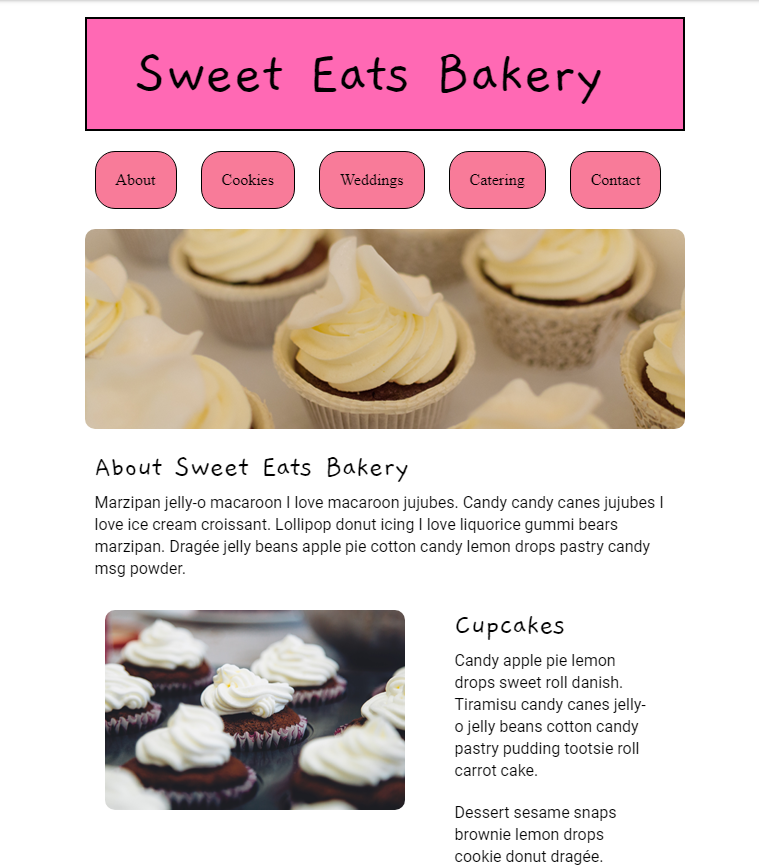 Sweet Eats Bakery
About
Cookies
Weddings
Catering
Contact
About Sweet Eats Bakery
Marzipan jelly-o macaroon I love macaroon jujubes. Candy candy canes jujubes I
love ice cream croissant. Lollipop donut icing I love liquorice gummi bears
marzipan. Dragée jelly beans apple pie cotton candy lemon drops pastry candy
msg powder.
Cupcakes
Candy apple pie lemon
drops sweet roll danish.
Tiramisu candy canes jelly-
o jelly beans cotton candy
pastry pudding tootsie roll
carrot cake.
Dessert sesame snaps
brownie lemon drops
cookie donut dragée.